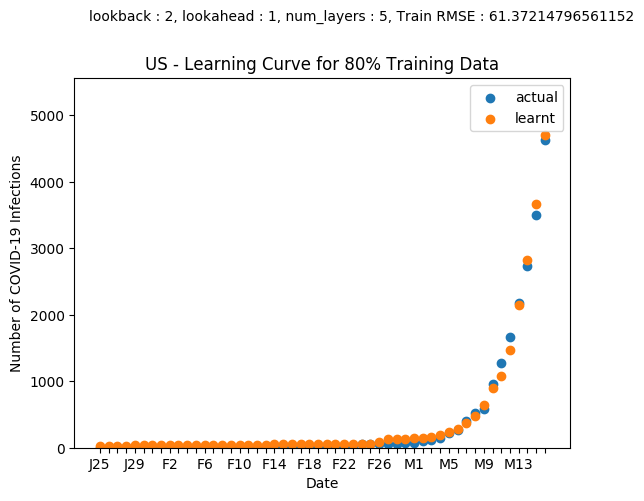 lookback : 2, lookahead : 1, num_layers : 5, Train RMSE : 61.37214796561152
US - Learning Curve for 80% Training Data
actual
learnt
Number of COVID-19 Infections
5000
4000
3000
2000
1000
0
J25 J29 F2 F6 F10 F14 F18 F22 F26 M1 M5 M9 M13
Date